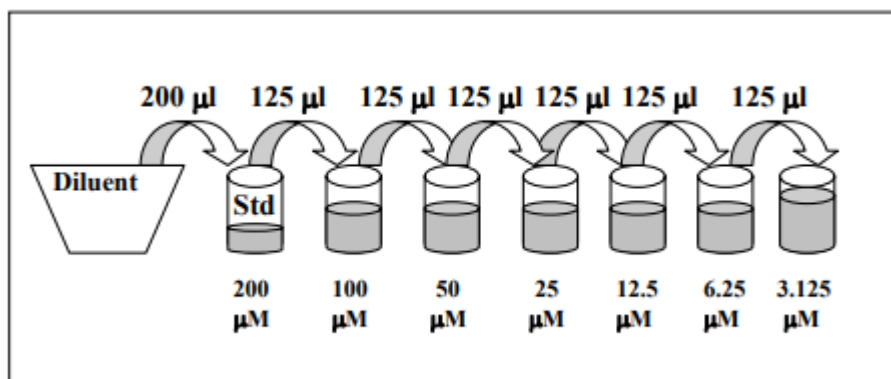 200 µl 125 µl 125 µl 125 µl 125 µl 125 µl 125 µl
Diluent
Std
200 100 50 25 12.5 6.25 3.125
µM µM µM µM µM µM µM